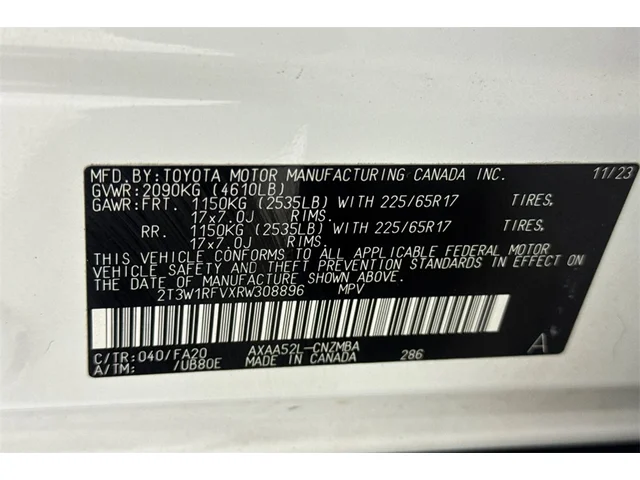 MFD.BY:TOYOTA MOTOR MANUFACTURING CANADA INC. 11/23
GVWR:2090KG (4610LB)
GAWR:FRT. 1150KG (2535LB) WITH 225/65R17 TIRES,
17x7.0J RIMS.
RR. 1150KG (2535LB) WITH 225/65R17 TIRES,
17x7.0J RIMS.
THIS VEHICLE CONFORMS TO ALL APPLICABLE FEDERAL MOTOR
VEHICLE SAFETY AND THEFT PREVENTION STANDARDS IN EFFECT ON
THE DATE OF MANUFACTURE SHOWN ABOVE.
2T3W1RFVXRW308896 MPV
C/TR:040/FA20 AXAA52L-CNZMBA 286 A
A/TM: /UB80E MADE IN CANADA